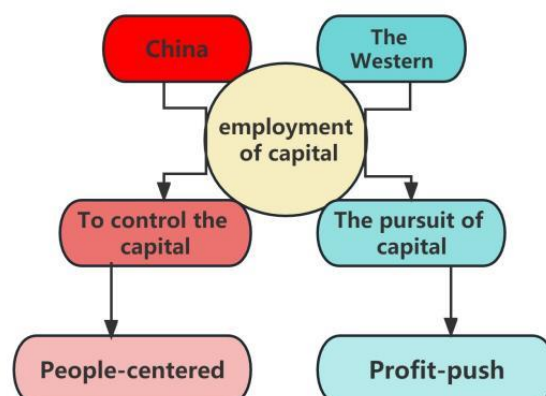 China
The
Western
employment
of capital
To control the
capital
The pursuit of
capital
People-centered
Profit-push